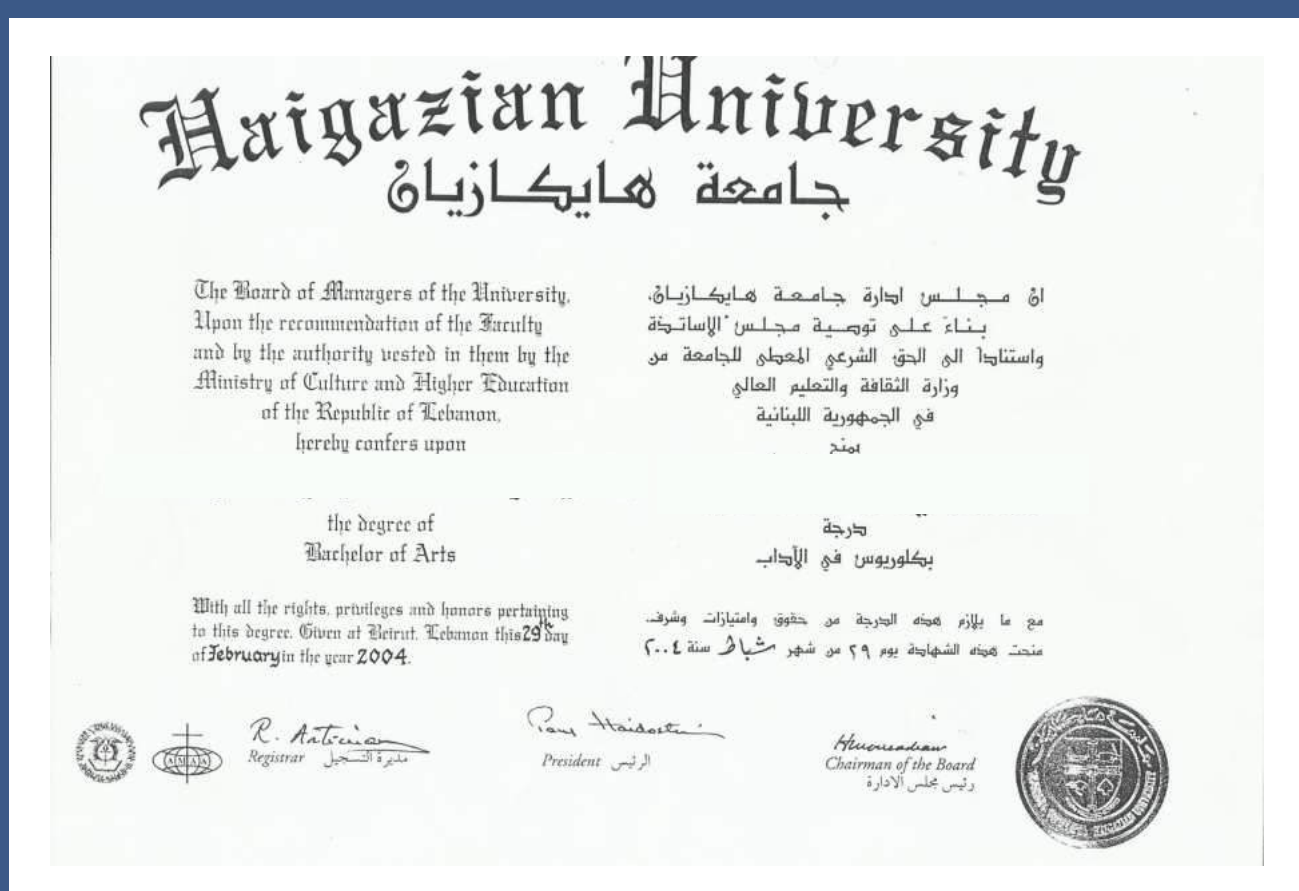 Haigazian University
جامعة هايكازيان
The Board of Managers of the University,
Upon the recommendation of the Faculty
and by the authority vested in them by the
Ministry of Culture and Higher Education
of the Republic of Lebanon,
hereby confers upon
the degree of
Bachelor of Arts
With all the rights, privileges and honors pertaining
to this degree. Given at Beirut, Lebanon this 29th day
of February in the year 2004.
ان مجلس ادارة جامعة هايكازيان،
بناءً على توصية مجلس الاساتذة
واستنادا الى الحق الشرعي المعطى للجامعة من
وزارة الثقافة والتعليم العالي
في الجمهورية اللبنانية
يمنح
درجة
بكلوريوس في الآداب
مع ما يلازم هذه الدرجة من حقوق وامتيازات وشرف.
منحت هذه الشهادة يوم ٢٩ من شهر شباط سنة ٢٠٠٤
AMAA
Registrar مديرة التسجيل
President الرئيس
Chairman of the Board
رئيس مجلس الادارة